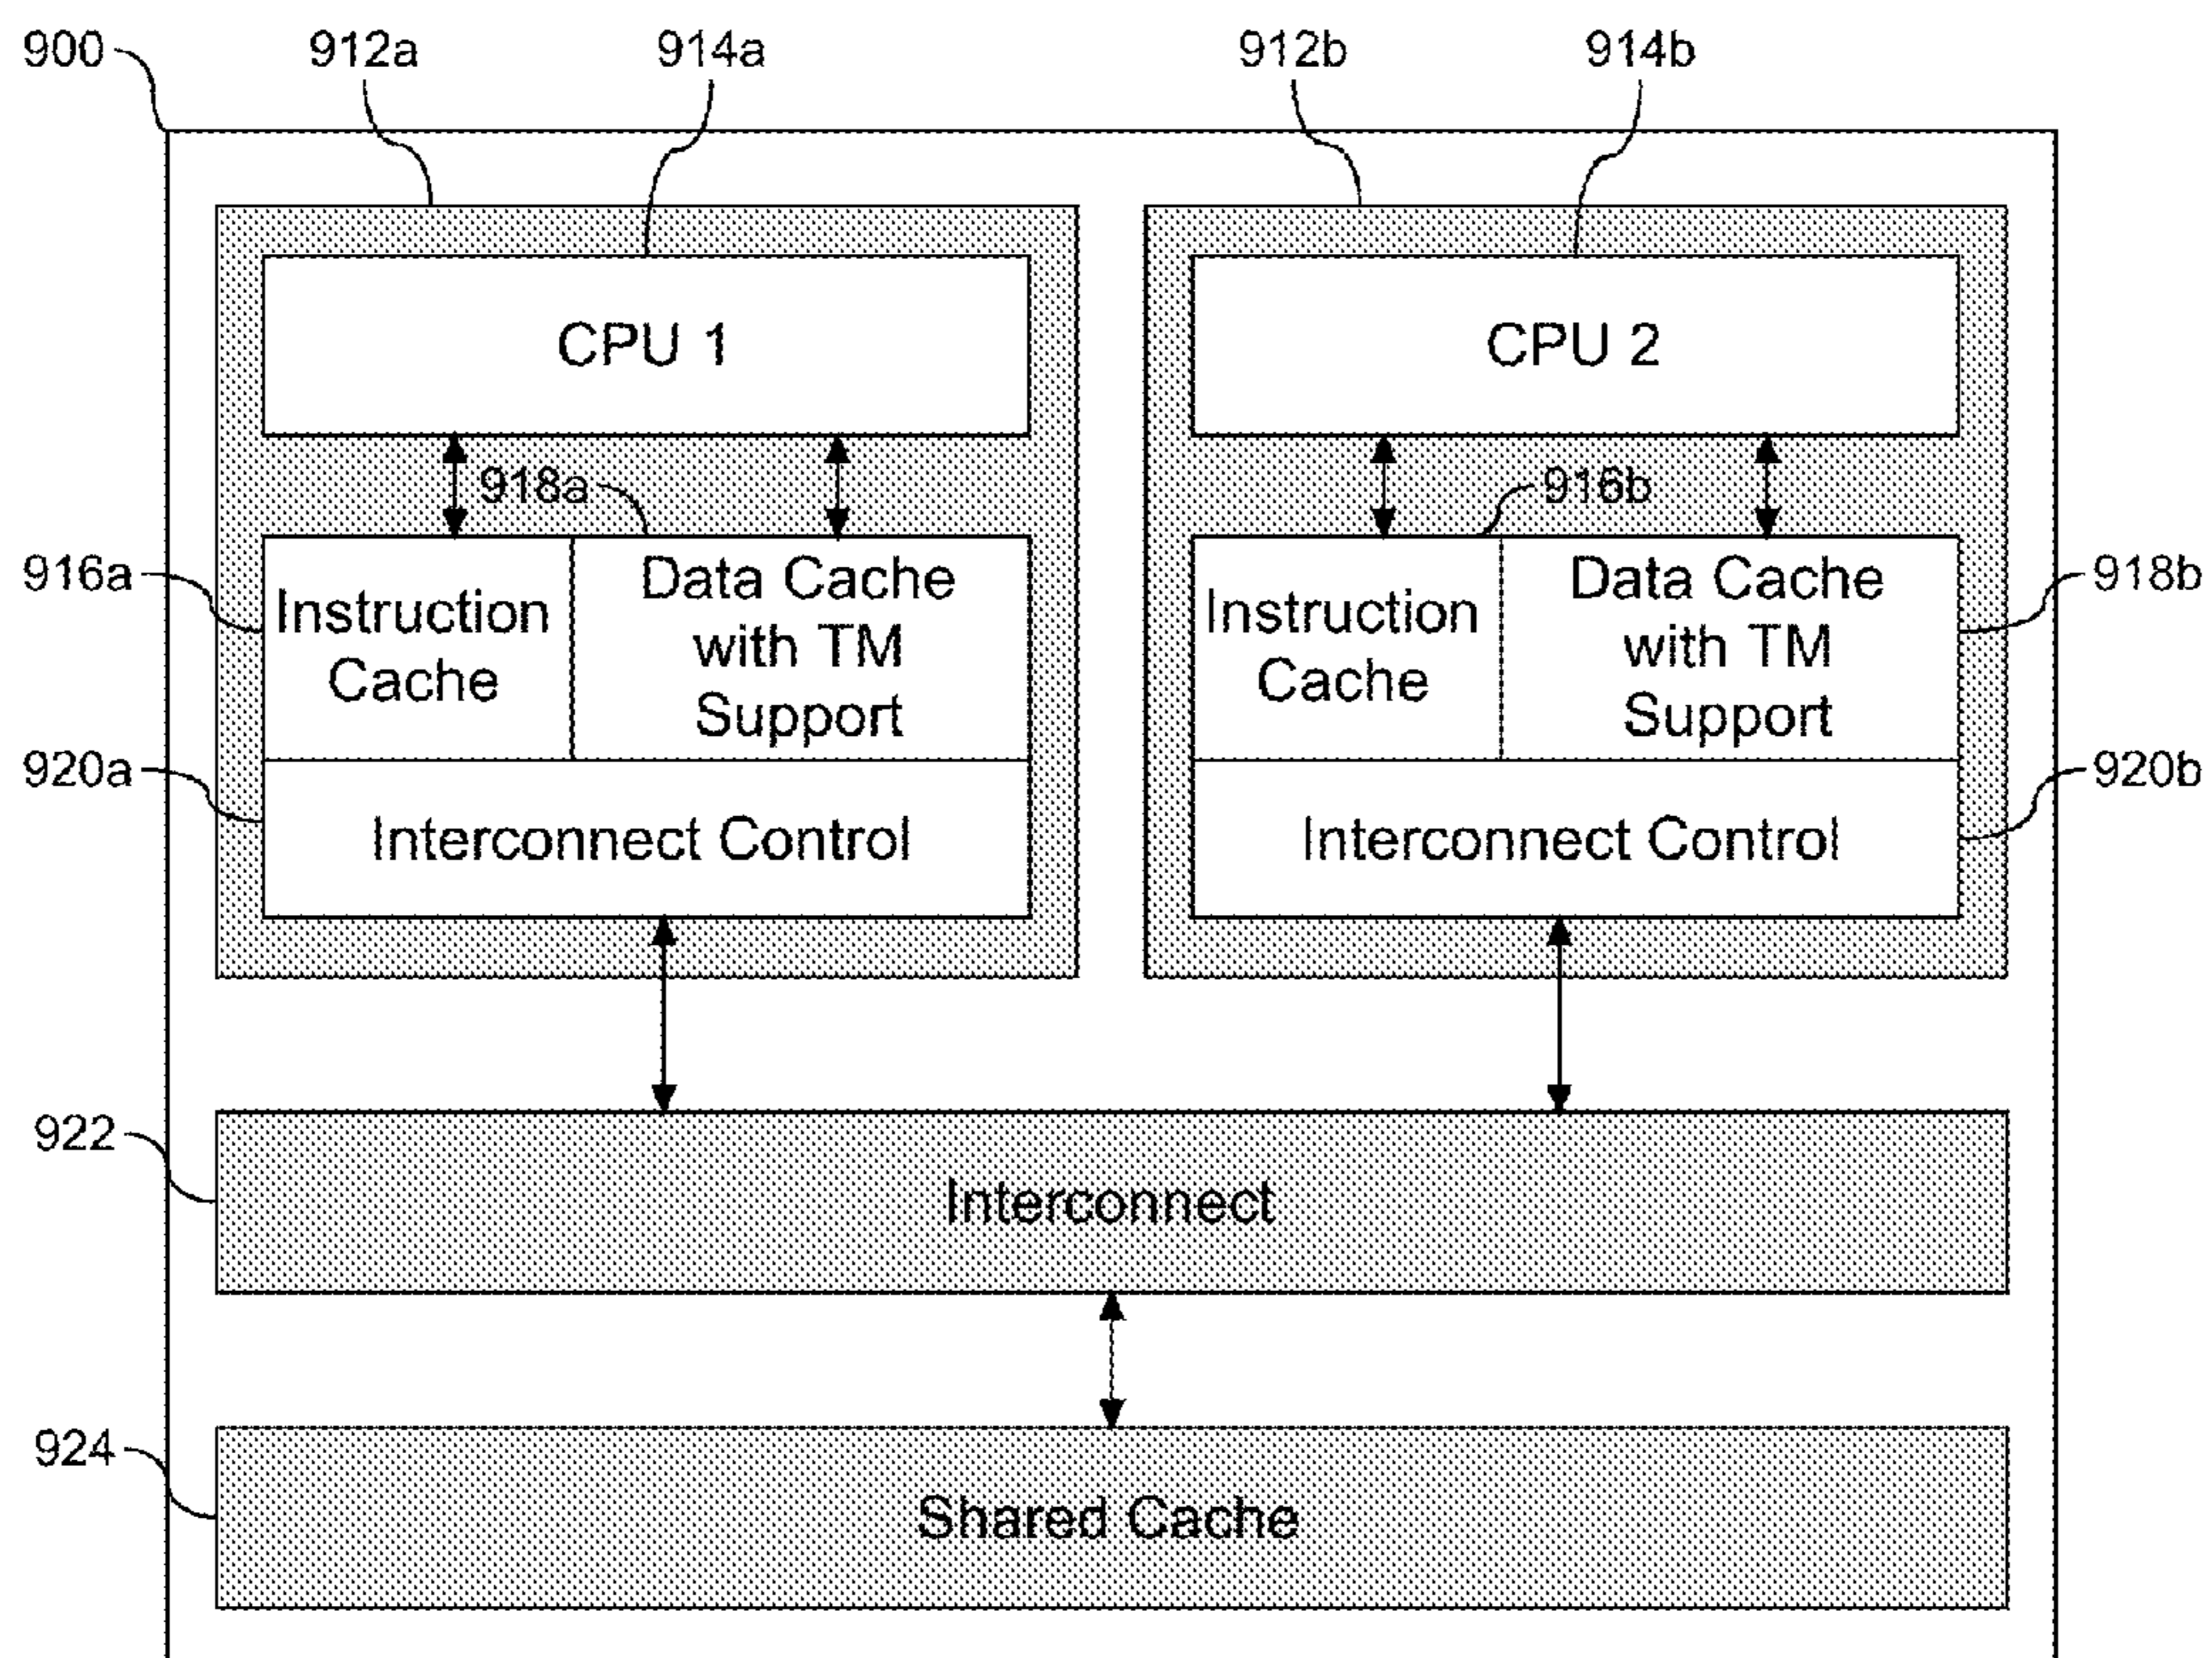 900
912a
914a
912b
914b
CPU 1
CPU 2
918a
916b
916a
Instruction
Cache
Data Cache
with TM
Support
Instruction
Cache
Data Cache
with TM
Support
918b
920a
Interconnect Control
Interconnect Control
920b
922
Interconnect
924
Shared Cache